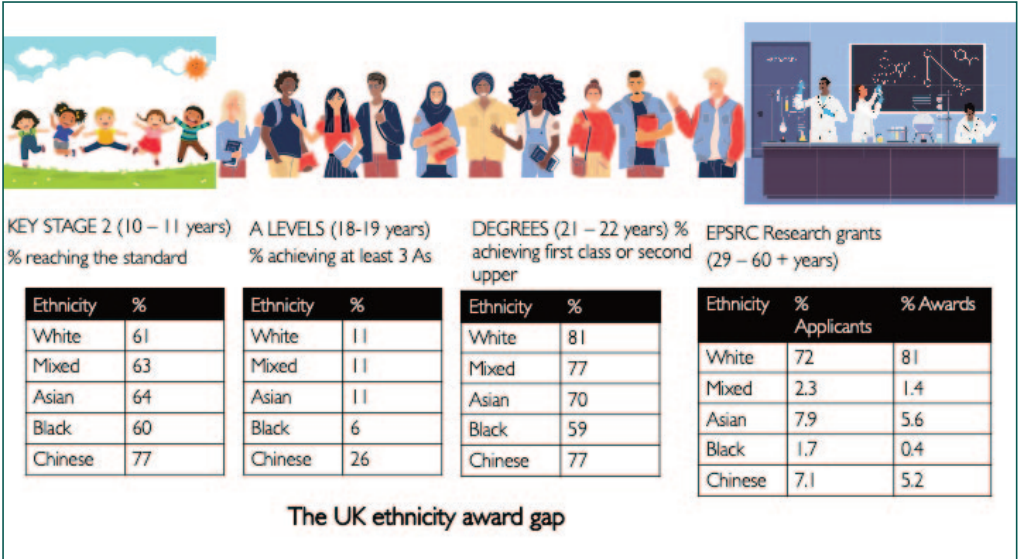 KEY STAGE 2 (10 – 11 years)
% reaching the standard
Ethnicity %
White 61
Mixed 63
Asian 64
Black 60
Chinese 77
A LEVELS (18-19 years)
% achieving at least 3 As
Ethnicity %
White 11
Mixed 11
Asian 11
Black 6
Chinese 26
DEGREES (21 – 22 years) %
achieving first class or second
upper
Ethnicity %
White 81
Mixed 77
Asian 70
Black 59
Chinese 77
EPSRC Research grants
(29 – 60 + years)
Ethnicity % Applicants % Awards
White 72 81
Mixed 2.3 1.4
Asian 7.9 5.6
Black 1.7 0.4
Chinese 7.1 5.2
The UK ethnicity award gap